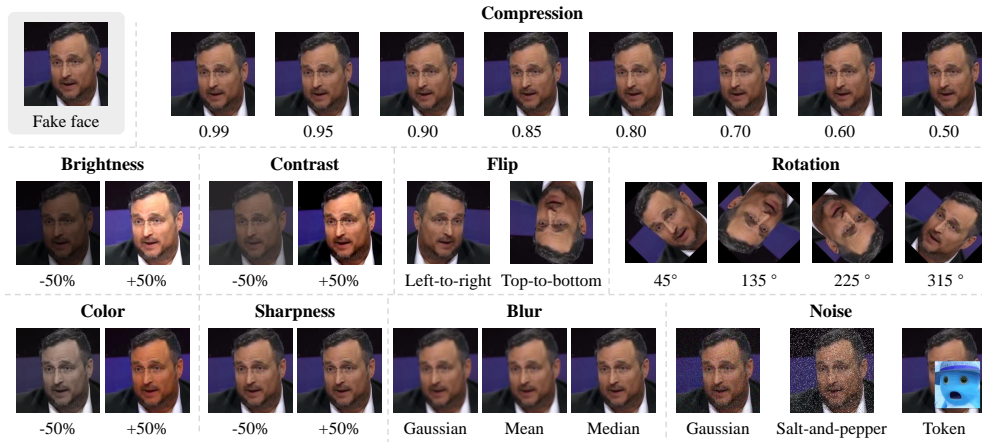 Compression
Fake face
0.99 0.95 0.90 0.85 0.80 0.70 0.60 0.50
Brightness Contrast Flip Rotation
-50% +50% -50% +50% Left-to-right Top-to-bottom 45° 135 ° 225 ° 315 °
Color Sharpness Blur Noise
-50% +50% -50% +50% Gaussian Mean Median Gaussian Salt-and-pepper Token